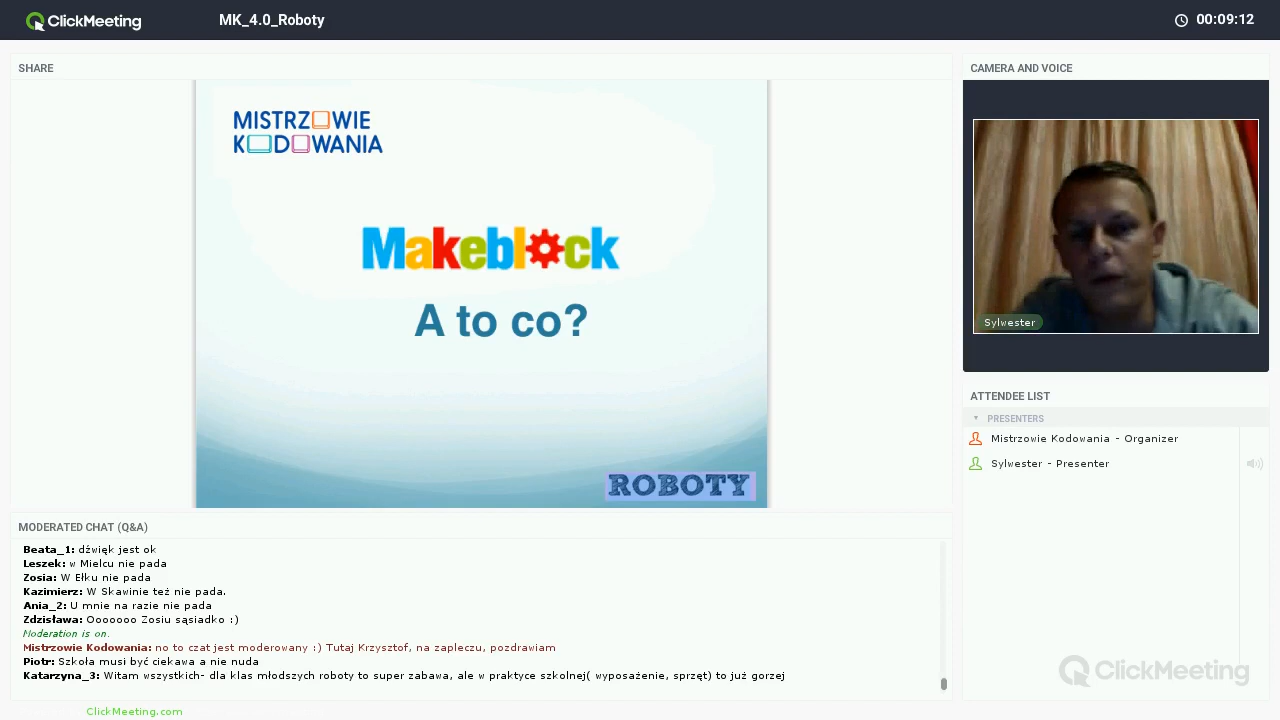 ClickMeeting
MK_4.0_Roboty
00:09:12
SHARE
MISTRZOWIE
KODOWANIA
Makeblock
A to co?
ROBOTY
CAMERA AND VOICE
Sylwester
ATTENDEE LIST
PRESENTERS
Mistrzowie Kodowania - Organizer
Sylwester - Presenter
MODERATED CHAT (Q&A)
Beata_1: dźwięk jest ok
Leszek: w Mielcu nie pada
Zosia: W Ełku nie pada
Kazimierz: W Skawinie też nie pada.
Ania_2: U mnie na razie nie pada
Zdzisława: Ooooooo Zosiu sąsiadko :)
Moderation is on.
Mistrzowie Kodowania: no to czat jest moderowany :) Tutaj Krzysztof, na zapleczu, pozdrawiam
Piotr: Szkoła musi być ciekawa a nie nuda
Katarzyna_3: Witam wszystkich- dla klas młodszych roboty to super zabawa, ale w praktyce szkolnej( wyposażenie, sprzęt) to już gorzej
ClickMeeting
ClickMeeting.com